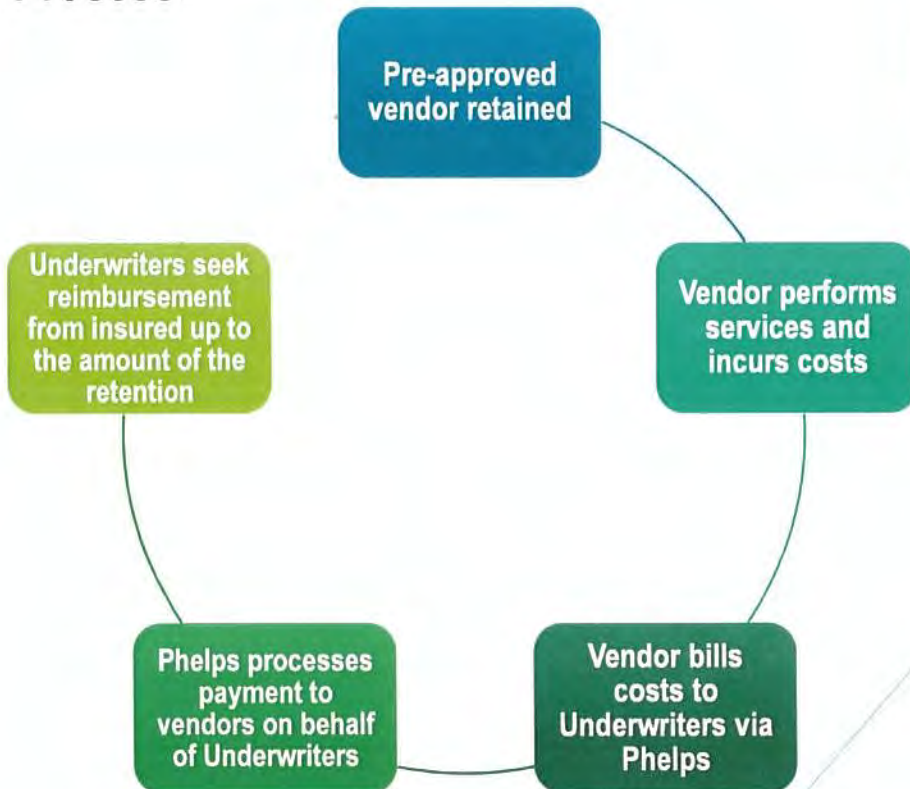 Pre-approved
vendor retained
Vendor performs
services and
incurs costs
Vendor bills
costs to
Underwriters via
Phelps
Phelps processes
payment to
vendors on behalf
of Underwriters
Underwriters seek
reimbursement
from insured up to
the amount of the
retention